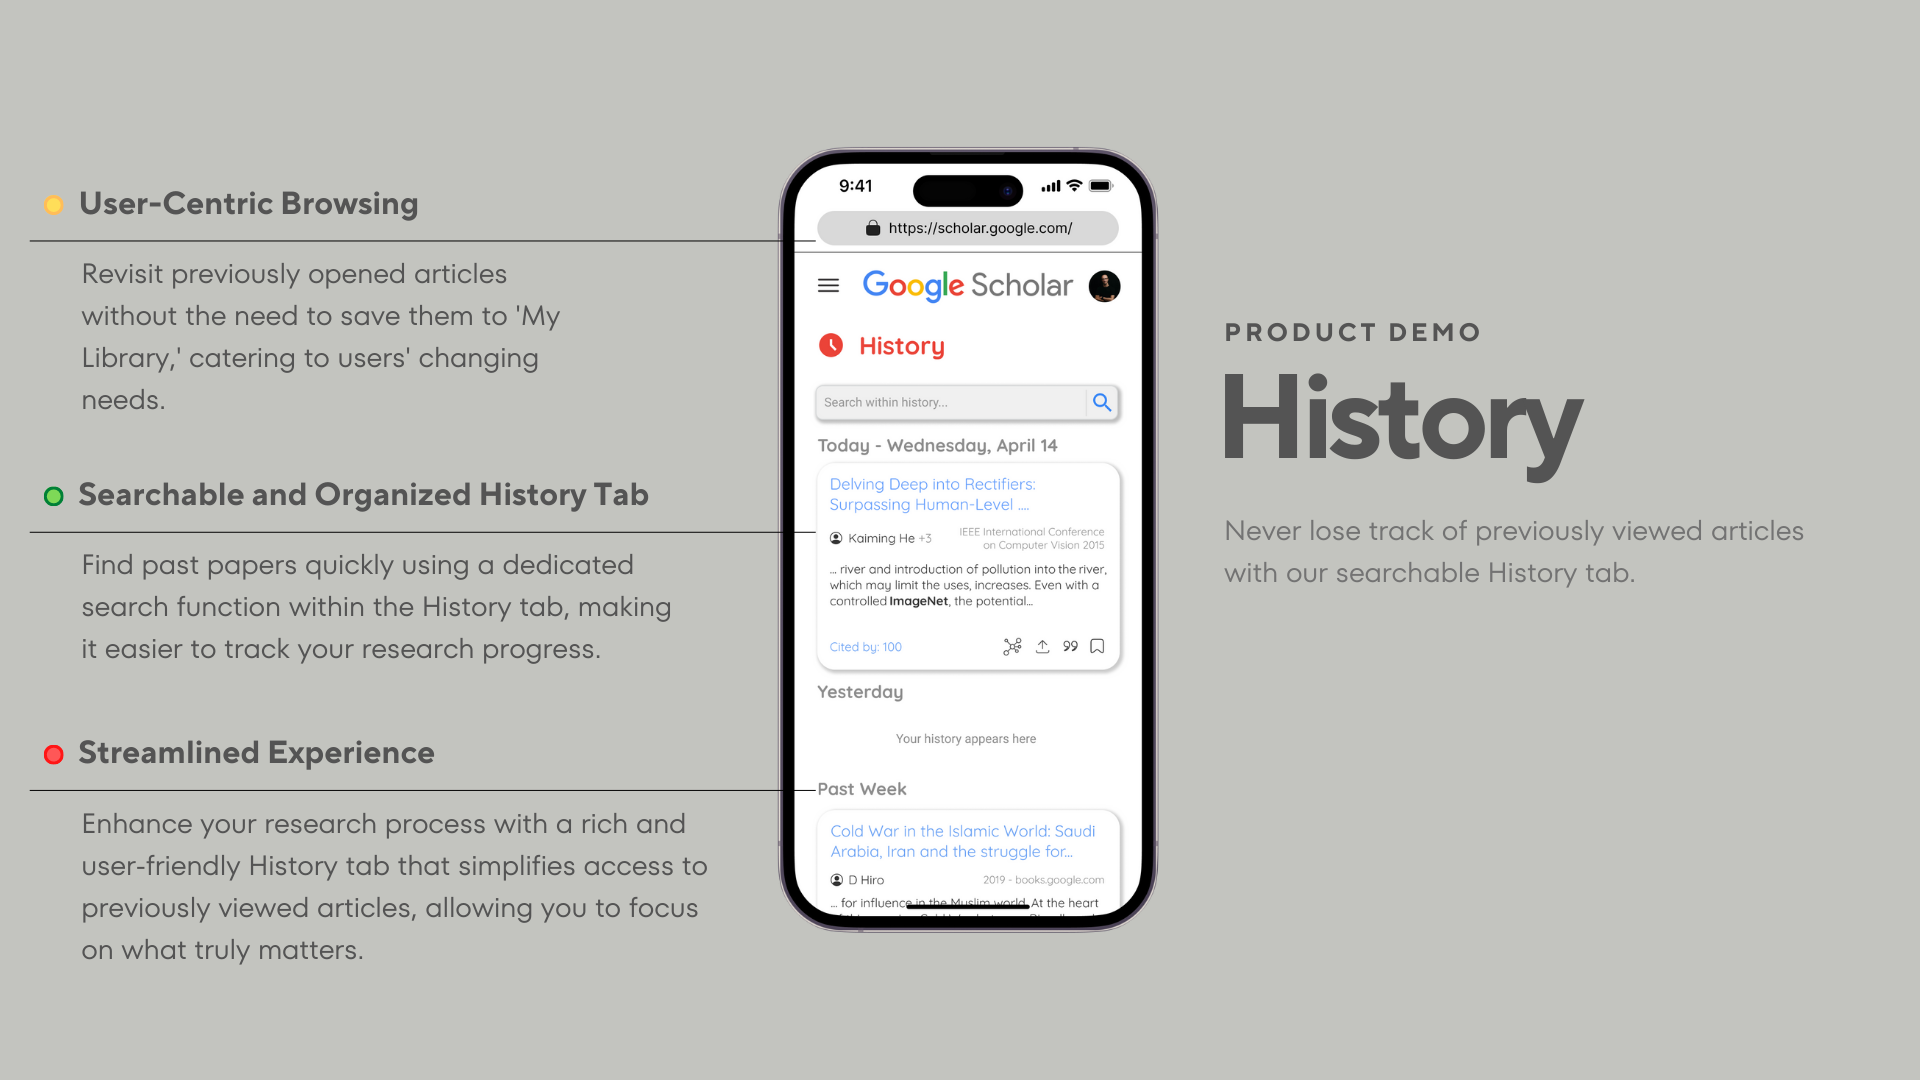 User-Centric Browsing
Revisit previously opened articles
without the need to save them to 'My
Library,' catering to users' changing
needs.
Searchable and Organized History Tab
Find past papers quickly using a dedicated
search function within the History tab, making
it easier to track your research progress.
Streamlined Experience
Enhance your research process with a rich and
user-friendly History tab that simplifies access to
previously viewed articles, allowing you to focus
on what truly matters.
9:41
https://scholar.google.com/
Google Scholar
History
Search within history...
Today - Wednesday, April 14
Delving Deep into Rectifiers:
Surpassing Human-Level ....
Kaiming He +3
IEEE International Conference
on Computer Vision 2015
... river and introduction of pollution into the river,
which may limit the uses, increases. Even with a
controlled ImageNet, the potential...
Cited by: 100
Yesterday
Your history appears here
Past Week
Cold War in the Islamic World: Saudi
Arabia, Iran and the struggle for...
D Hiro
2019 - books.google.com
... for influence in the Muslim world. At the heart
PRODUCT DEMO
History
Never lose track of previously viewed articles
with our searchable History tab.